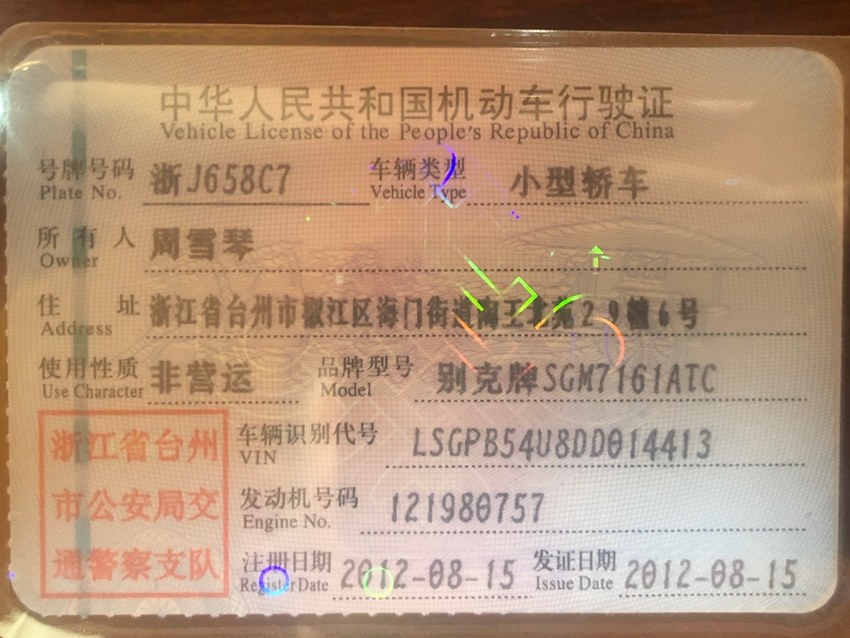 中华人民共和国机动车行驶证
Vehicle License of the People's Republic of China
号牌号码 浙J658C7 车辆类型 小型轿车
Plate No. Vehicle Type
所有人 周雪琴
Owner
住址 浙江省台州市椒江区海门街道陶王北苑29幢6号
Address
使用性质 非营运 品牌型号 别克牌SGM7161ATC
Use Character Model
浙江省台州
市公安局交
通警察支队
车辆识别代号 LSGPB54U8DD014413
VIN
发动机号码 121980757
Engine No.
注册日期 2012-08-15 发证日期 2012-08-15
Register Date Issue Date